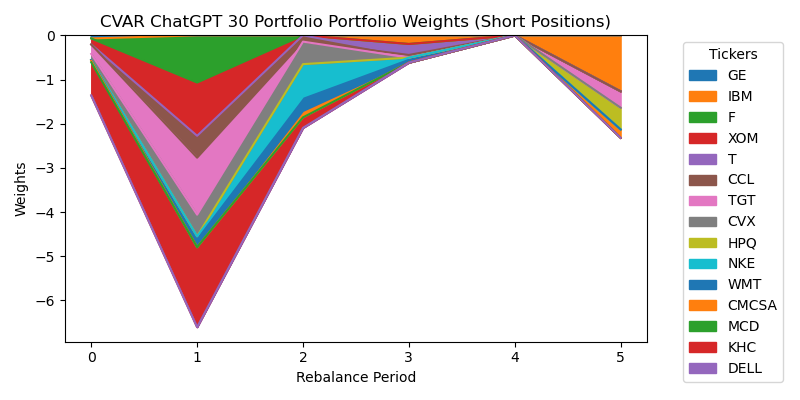 CVAR ChatGPT 30 Portfolio Portfolio Weights (Short Positions)
0
−1
−2
−3
−4
−5
−6
Weights
0 1 2 3 4 5
Rebalance Period
Tickers
GE
IBM
F
XOM
T
CCL
TGT
CVX
HPQ
NKE
WMT
CMCSA
MCD
KHC
DELL